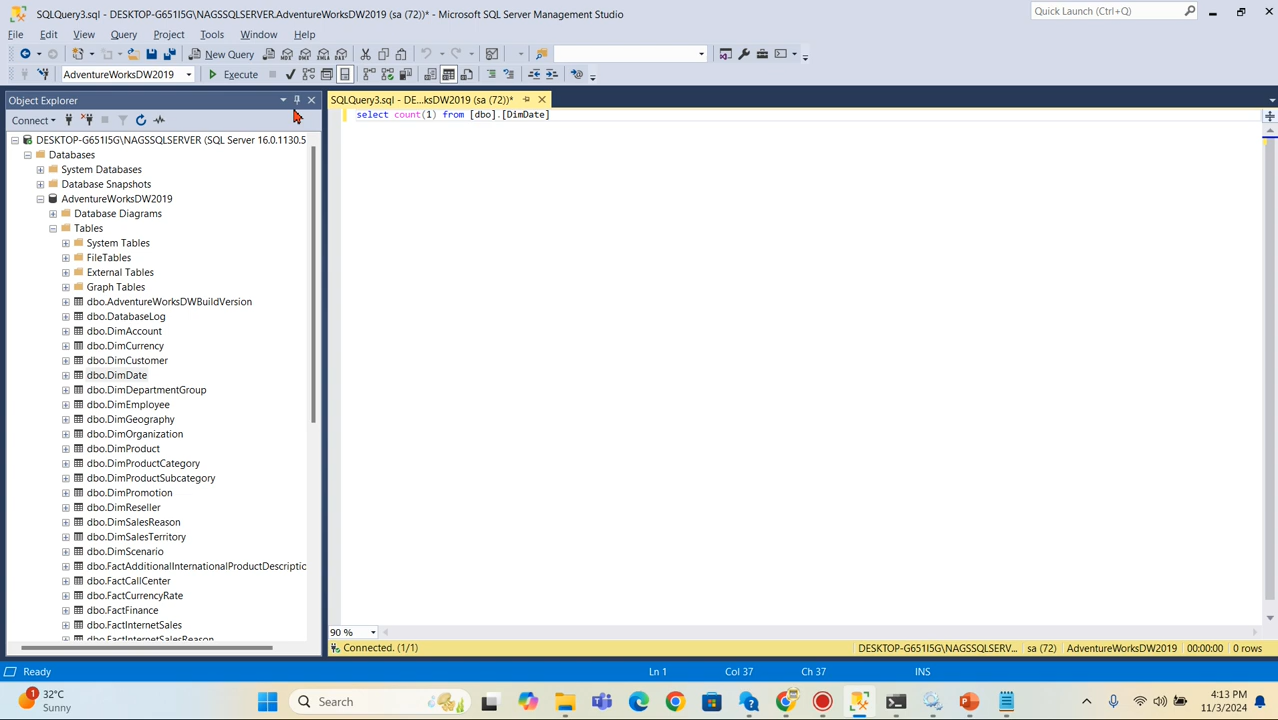 SQLQuery3.sql - DESKTOP-G651I5G\NAGSSQLSERVER.AdventureWorksDW2019 (sa (72))* - Microsoft SQL Server Management Studio
Quick Launch (Ctrl+Q)
File Edit View Query Project Tools Window Help
New Query
AdventureWorksDW2019 Execute
Object Explorer
SQLQuery3.sql - DE...ksDW2019 (sa (72))*
select count(1) from [dbo].[DimDate]
Connect
DESKTOP-G651I5G\NAGSSQLSERVER (SQL Server 16.0.1130.5
Databases
System Databases
Database Snapshots
AdventureWorksDW2019
Database Diagrams
Tables
System Tables
FileTables
External Tables
Graph Tables
dbo.AdventureWorksDWBuildVersion
dbo.DatabaseLog
dbo.DimAccount
dbo.DimCurrency
dbo.DimCustomer
dbo.DimDate
dbo.DimDepartmentGroup
dbo.DimEmployee
dbo.DimGeography
dbo.DimOrganization
dbo.DimProduct
dbo.DimProductCategory
dbo.DimProductSubcategory
dbo.DimPromotion
dbo.DimReseller
dbo.DimSalesReason
dbo.DimSalesTerritory
dbo.DimScenario
dbo.FactAdditionalInternationalProductDescriptio
dbo.FactCallCenter
dbo.FactCurrencyRate
dbo.FactFinance
dbo.FactInternetSales
dbo.FactInternetSalesReason
90 %
Connected. (1/1) DESKTOP-G651I5G\NAGSSQLSERV... sa (72) AdventureWorksDW2019 00:00:00 0 rows
Ready Ln 1 Col 37 Ch 37 INS
1 32°C
Sunny
Search
4:13 PM
11/3/2024